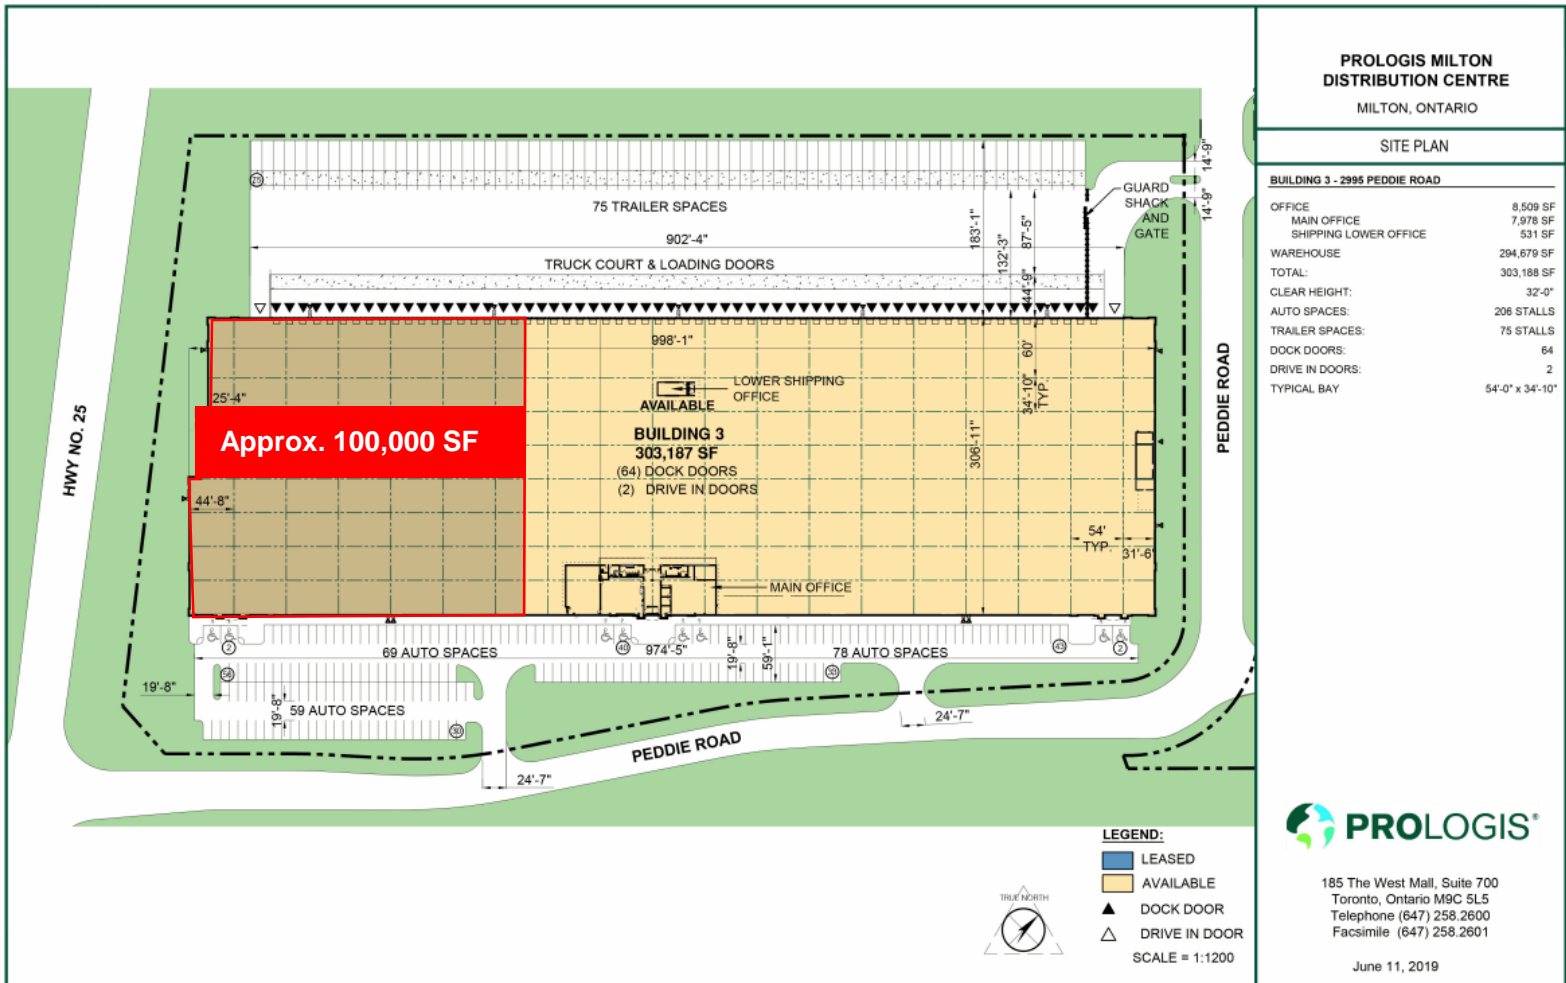 PROLOGIS MILTON
DISTRIBUTION CENTRE
MILTON, ONTARIO
SITE PLAN
BUILDING 3 - 2995 PEDDIE ROAD
OFFICE 8,509 SF
MAIN OFFICE 7,978 SF
SHIPPING LOWER OFFICE 531 SF
WAREHOUSE 294,679 SF
TOTAL: 303,188 SF
CLEAR HEIGHT: 32'-0"
AUTO SPACES: 206 STALLS
TRAILER SPACES: 75 STALLS
DOCK DOORS: 64
DRIVE IN DOORS: 2
TYPICAL BAY 54'-0" x 34'-10"
PROLOGIS®
185 The West Mall, Suite 700
Toronto, Ontario M9C 5L5
Telephone (647) 258.2600
Facsimile (647) 258.2601
June 11, 2019
75
75 TRAILER SPACES
902'-4"
TRUCK COURT & LOADING DOORS
183'-1"
132'-3"
87'-5"
44'-9"
GUARD
SHACK
AND
GATE
14'-9"
14'-9"
998'-1"
60'
34'-10"
TYP.
25'-4"
LOWER SHIPPING
OFFICE
AVAILABLE
BUILDING 3
303,187 SF
(64) DOCK DOORS
(2) DRIVE IN DOORS
Approx. 100,000 SF
306'-11"
44'-8"
54'
TYP.
31'-6"
MAIN OFFICE
HWY NO. 25
PEDDIE ROAD
2
40
43
2
69 AUTO SPACES
974'-5"
19'-8"
59'-1"
78 AUTO SPACES
19'-8"
19'-8"
59 AUTO SPACES
30
24'-7"
24'-7"
PEDDIE ROAD
LEGEND:
LEASED
AVAILABLE
DOCK DOOR
DRIVE IN DOOR
SCALE = 1:1200
TRUE NORTH